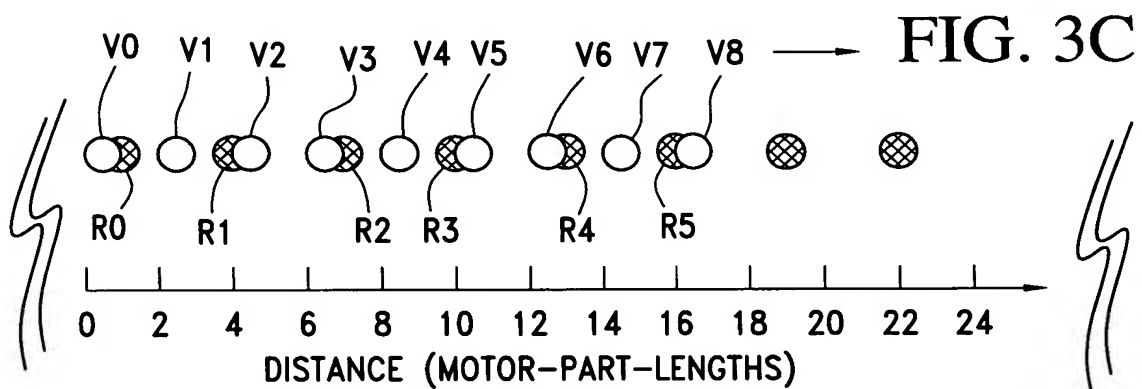 FIG. 3C
V0 V1 V2 V3 V4 V5 V6 V7 V8
R0 R1 R2 R3 R4 R5
0 2 4 6 8 10 12 14 16 18 20 22 24
DISTANCE (MOTOR-PART-LENGTHS)